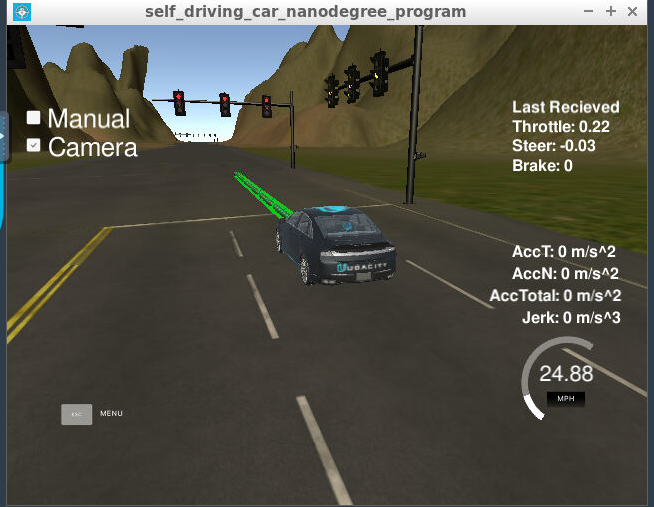 self_driving_car_nanodegree_program
Manual
Camera
Last Recieved
Throttle: 0.22
Steer: -0.03
Brake: 0
UDACITY
AccT: 0 m/s^2
AccN: 0 m/s^2
AccTotal: 0 m/s^2
Jerk: 0 m/s^3
24.88
MPH
ESC MENU